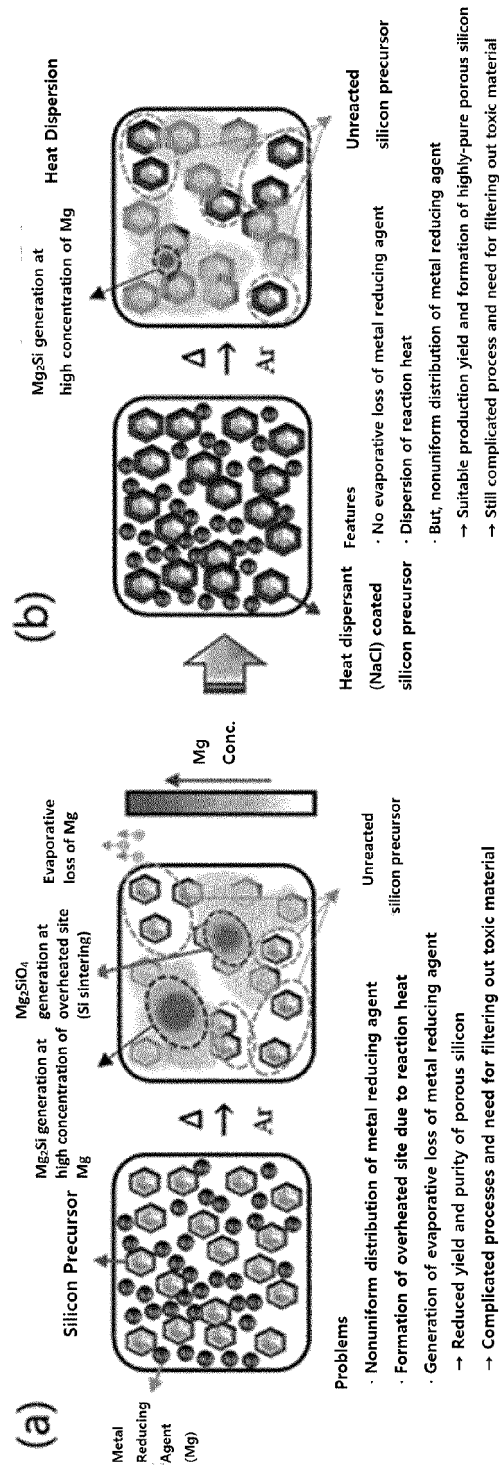 (a)
Metal
Reducing
Agent
(Mg)
Silicon Precursor
Δ
→
Ar
Mg₂Si generation at
high concentration of
Mg
Mg₂SiO₄
generation at
overheated site
(Si sintering)
Evaporative
loss of Mg
Mg
Conc.
Unreacted
silicon precursor
Problems
· Nonuniform distribution of metal reducing agent
· Formation of overheated site due to reaction heat
· Generation of evaporative loss of metal reducing agent
→ Reduced yield and purity of porous silicon
→ Complicated processes and need for filtering out toxic material
(b)
Heat dispersant
(NaCl) coated
silicon precursor
Δ
→
Ar
Mg₂Si generation at
high concentration of Mg
Heat Dispersion
Unreacted
silicon precursor
Features
· No evaporative loss of metal reducing agent
· Dispersion of reaction heat
· But, nonuniform distribution of metal reducing agent
→ Suitable production yield and formation of highly-pure porous silicon
→ Still complicated process and need for filtering out toxic material